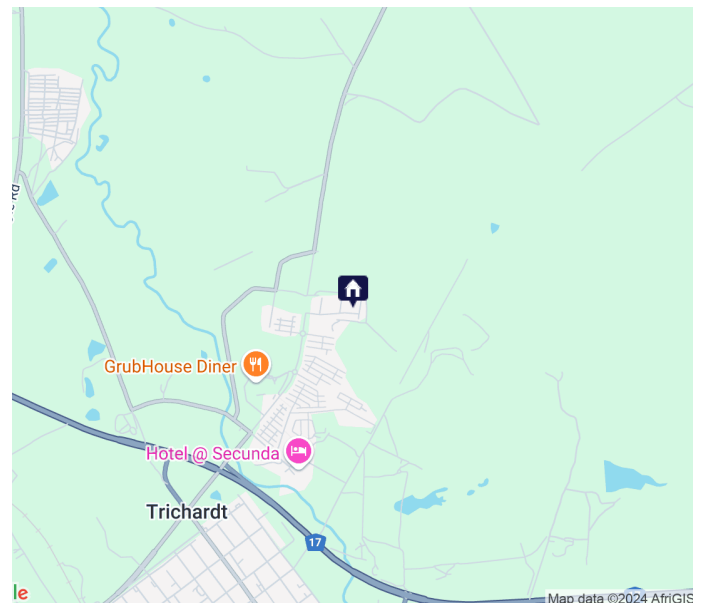 GrubHouse Diner
Hotel @ Secunda
Trichardt
17
Map data ©2024 AfriGIS